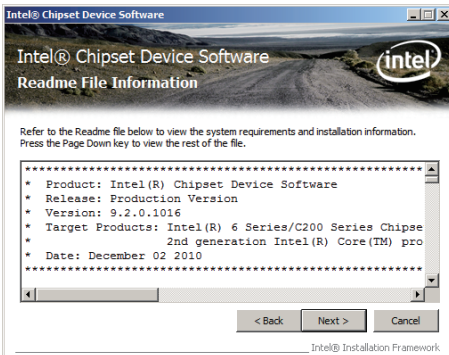 Intel® Chipset Device Software
Intel® Chipset Device Software
intel
Readme File Information
Refer to the Readme file below to view the system requirements and installation information.
Press the Page Down key to view the rest of the file.
************************************************************
* Product: Intel(R) Chipset Device Software
* Release: Production Version
* Version: 9.2.0.1016
* Target Products: Intel(R) 6 Series/C200 Series Chipse
* 2nd generation Intel(R) Core(TM) pro
* Date: December 02 2010
************************************************************
< Back Next > Cancel
Intel® Installation Framework